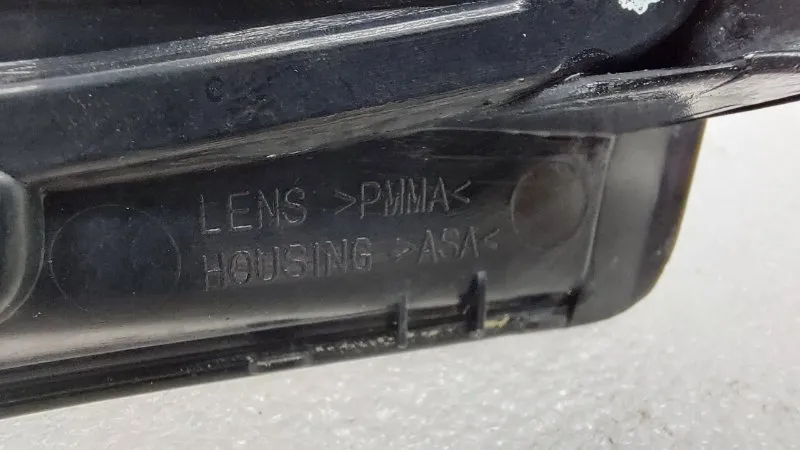 LENS >PMMA<
HOUSING >ASA<